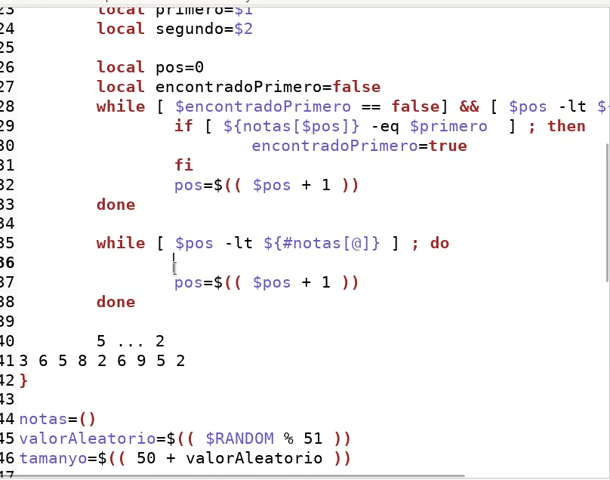 23 local primero=$1
24 local segundo=$2
25
26 local pos=0
27 local encontradoPrimero=false
28 while [ $encontradoPrimero == false] && [ $pos -lt $
29 if [ ${notas[$pos]} -eq $primero ] ; then
30 encontradoPrimero=true
31 fi
32 pos=$(( $pos + 1 ))
33 done
34
35 while [ $pos -lt ${#notas[@]} ] ; do
36
37 pos=$(( $pos + 1 ))
38 done
39
40 5 ... 2
41 3 6 5 8 2 6 9 5 2
42 }
43
44 notas=()
45 valorAleatorio=$(( $RANDOM % 51 ))
46 tamanyo=$(( 50 + valorAleatorio ))
47